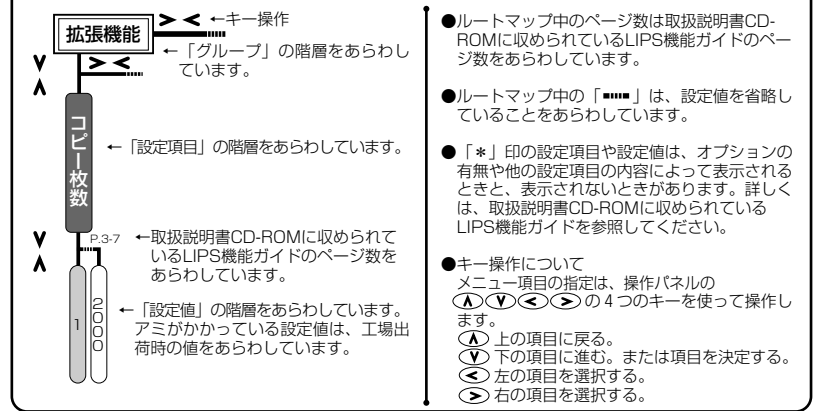 拡張機能
＞＜ ←キー操作
←「グループ」の階層をあらわし
ています。
∨ ＞＜
∧
コピー枚数
←「設定項目」の階層をあらわしています。
∨ P.3-7 ←取扱説明書CD-ROMに収められて
∧ いるLIPS機能ガイドのページ数を
あらわしています。
1
2000
←「設定値」の階層をあらわしています。
アミがかかっている設定値は、工場出
荷時の値をあらわしています。
●ルートマップ中のページ数は取扱説明書CD-
ROMに収められているLIPS機能ガイドのペー
ジ数をあらわしています。
●ルートマップ中の「┅」は、設定値を省略し
ていることをあらわしています。
●「＊」印の設定項目や設定値は、オプションの
有無や他の設定項目の内容によって表示される
ときと、表示されないときがあります。詳しく
は、取扱説明書CD-ROMに収められている
LIPS機能ガイドを参照してください。
●キー操作について
メニュー項目の指定は、操作パネルの
∧∨＜＞の４つのキーを使って操作し
ます。
∧ 上の項目に戻る。
∨ 下の項目に進む。または項目を決定する。
＜ 左の項目を選択する。
＞ 右の項目を選択する。